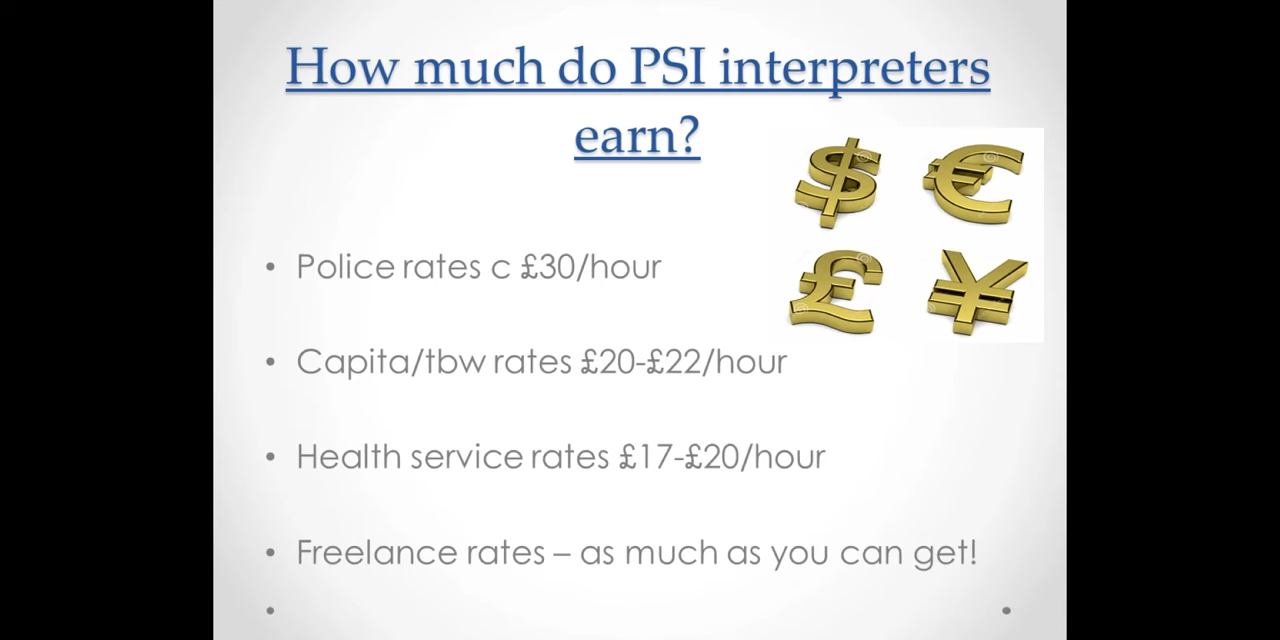 How much do PSI interpreters
earn?
• Police rates c £30/hour
• Capita/tbw rates £20-£22/hour
• Health service rates £17-£20/hour
• Freelance rates – as much as you can get!